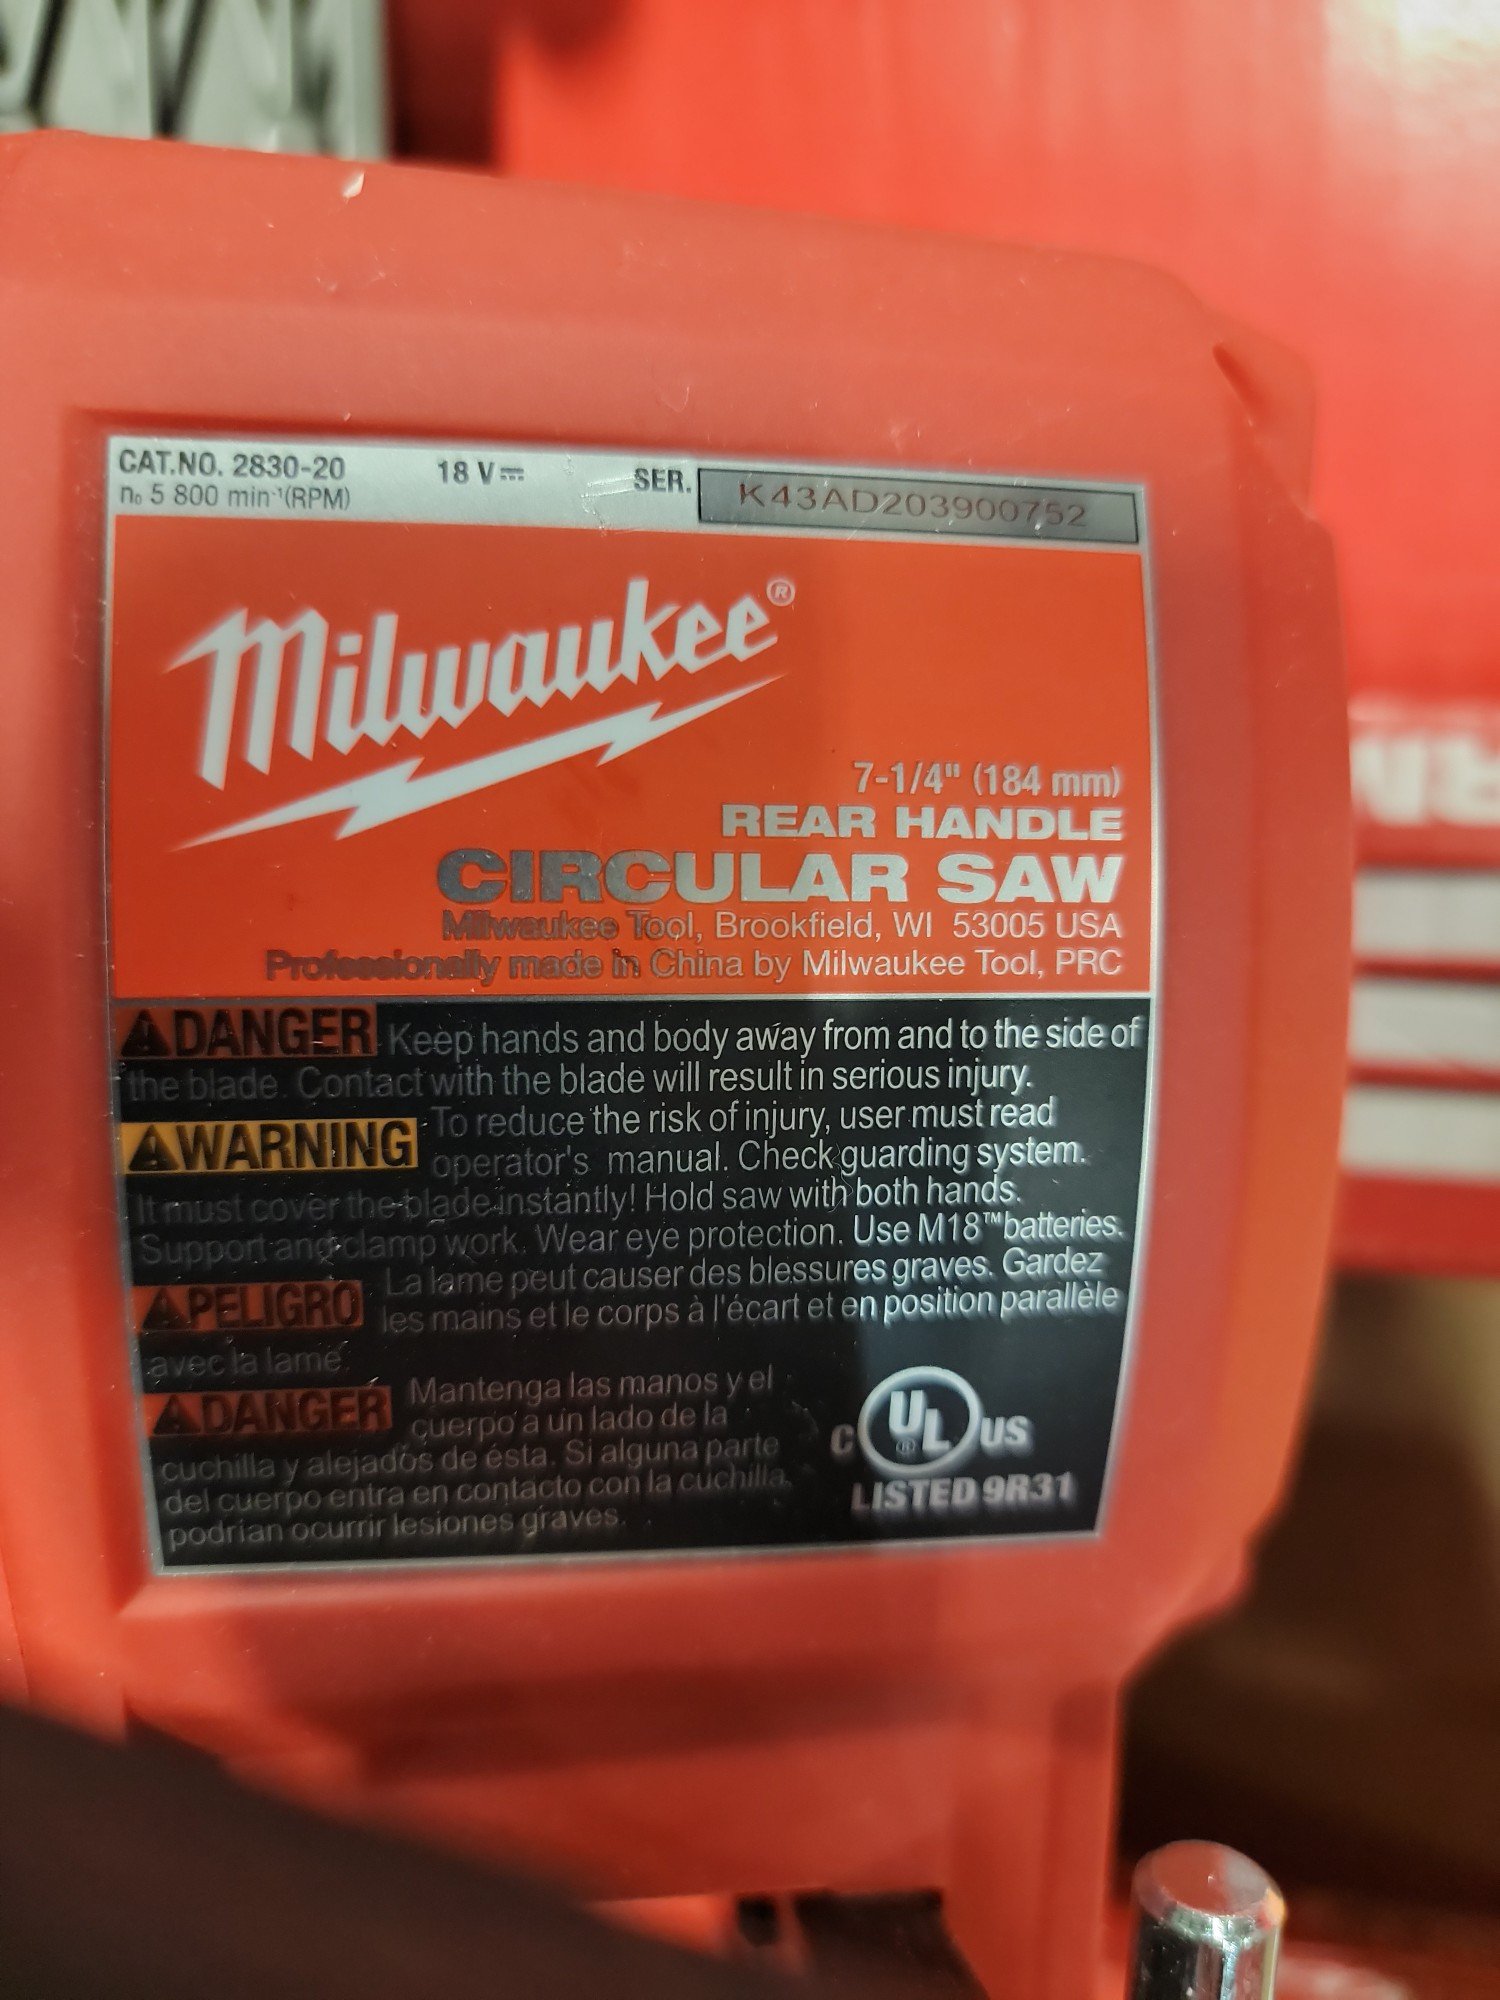 CAT.NO. 2830-20 18 V⎓ SER. K43AD203900752
n₀ 5 800 min⁻¹(RPM)
Milwaukee®
7-1/4" (184 mm)
REAR HANDLE
CIRCULAR SAW
Milwaukee Tool, Brookfield, WI 53005 USA
Professionally made in China by Milwaukee Tool, PRC
⚠DANGER Keep hands and body away from and to the side of
the blade. Contact with the blade will result in serious injury.
⚠WARNING To reduce the risk of injury, user must read
operator's manual. Check guarding system.
It must cover the blade instantly! Hold saw with both hands.
Support and clamp work. Wear eye protection. Use M18™ batteries.
⚠PELIGRO La lame peut causer des blessures graves. Gardez
les mains et le corps à l'écart et en position parallèle
avec la lame.
⚠DANGER Mantenga las manos y el
cuerpo a un lado de la
cuchilla y alejados de ésta. Si alguna parte
del cuerpo entra en contacto con la cuchilla,
podrían ocurrir lesiones graves.
C UL® US
LISTED 9R31